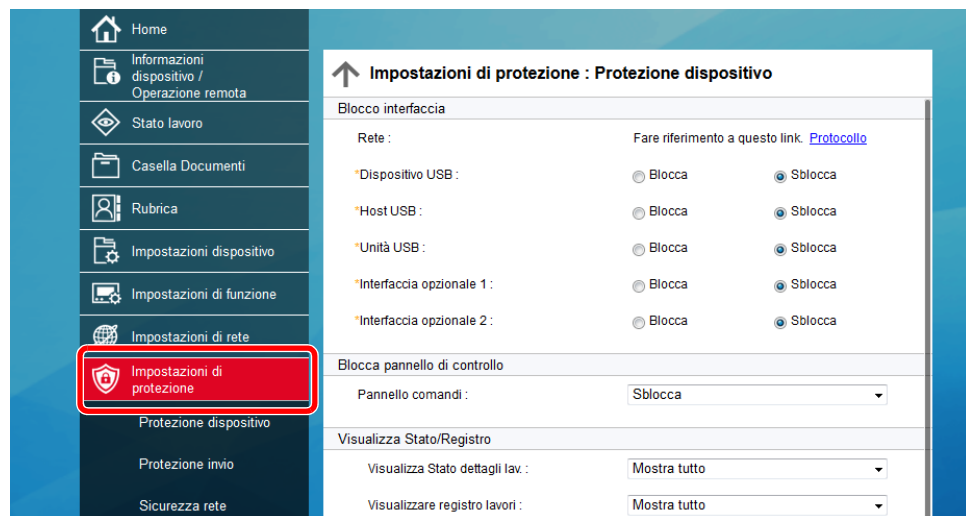 Home
Informazioni
dispositivo /
Operazione remota
Stato lavoro
Casella Documenti
Rubrica
Impostazioni dispositivo
Impostazioni di funzione
Impostazioni di rete
Impostazioni di
protezione
Protezione dispositivo
Protezione invio
Sicurezza rete
Impostazioni di protezione : Protezione dispositivo
Blocco interfaccia
Rete : Fare riferimento a questo link. Protocollo
*Dispositivo USB : Blocca Sblocca
*Host USB : Blocca Sblocca
*Unità USB : Blocca Sblocca
*Interfaccia opzionale 1 : Blocca Sblocca
*Interfaccia opzionale 2 : Blocca Sblocca
Blocca pannello di controllo
Pannello comandi : Sblocca
Visualizza Stato/Registro
Visualizza Stato dettagli lav. : Mostra tutto
Visualizzare registro lavori : Mostra tutto